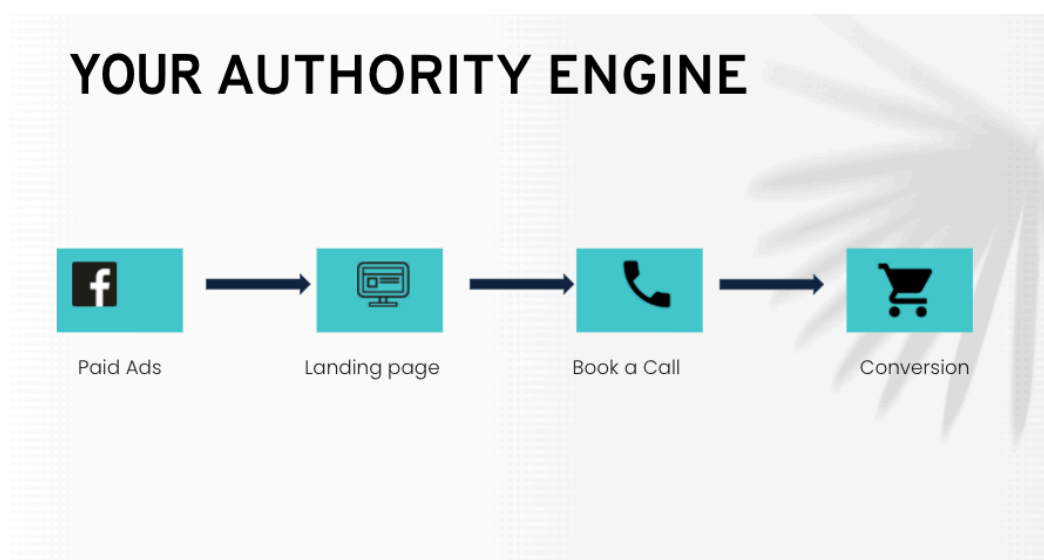 YOUR AUTHORITY ENGINE
f
Paid Ads
Landing page
Book a Call
Conversion